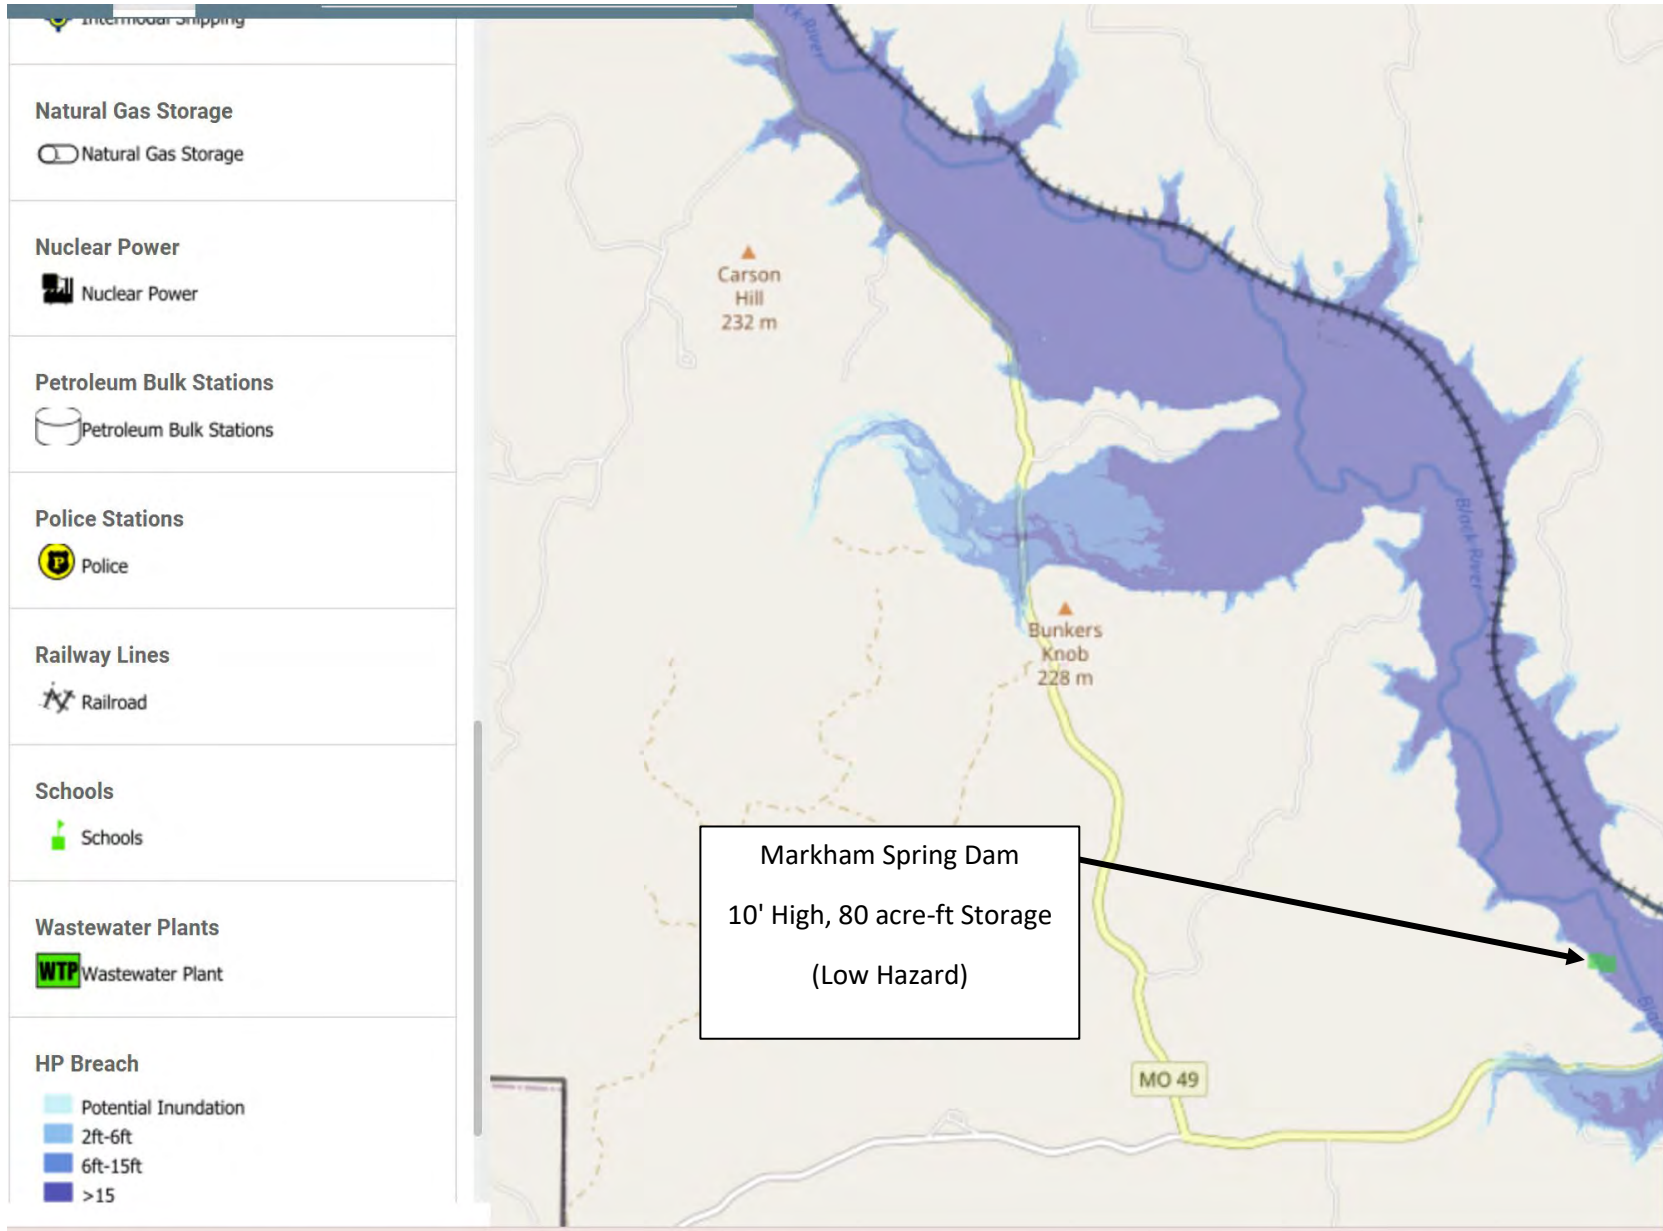 Intermodal Shipping
Natural Gas Storage
Natural Gas Storage
Nuclear Power
Nuclear Power
Petroleum Bulk Stations
Petroleum Bulk Stations
Police Stations
P
Police
Railway Lines
Railroad
Schools
Schools
Wastewater Plants
WTP Wastewater Plant
HP Breach
Potential Inundation
2ft-6ft
6ft-15ft
>15
River
Carson
Hill
232 m
Black River
Bunkers
Knob
228 m
Markham Spring Dam
10' High, 80 acre-ft Storage
(Low Hazard)
MO 49